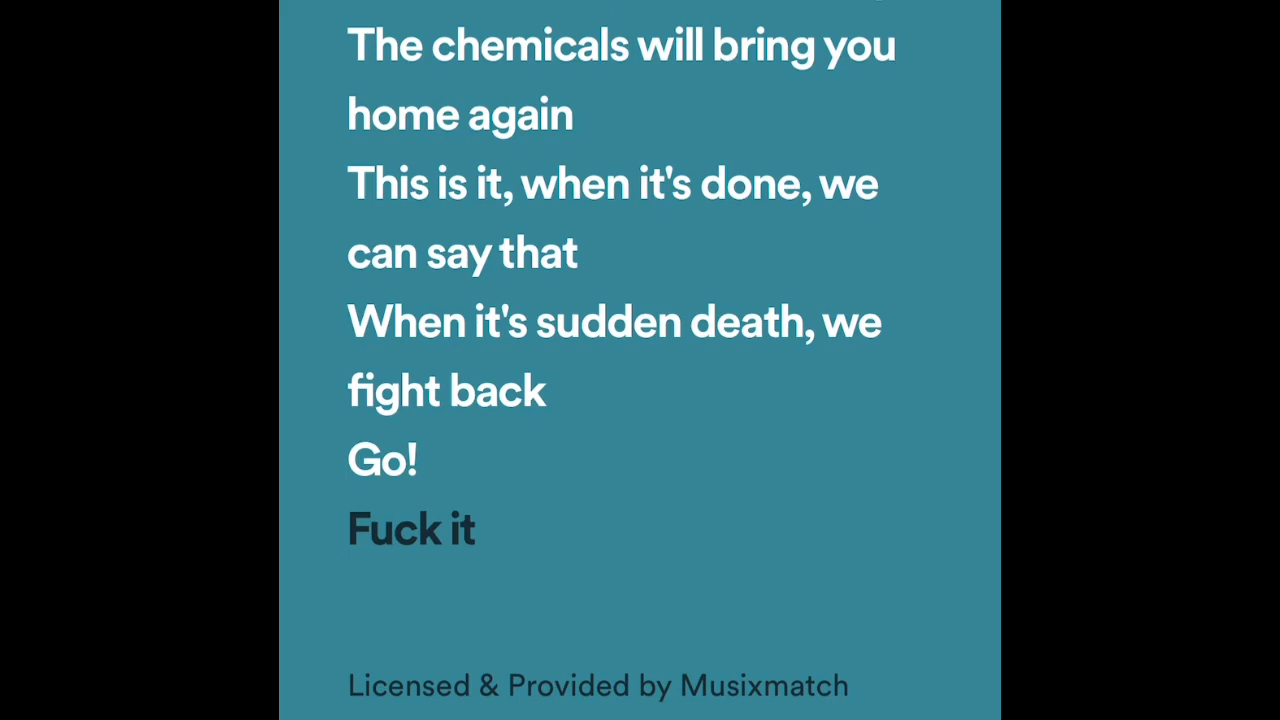 The chemicals will bring you
home again
This is it, when it's done, we
can say that
When it's sudden death, we
fight back
Go!
Fuck it
Licensed & Provided by Musixmatch